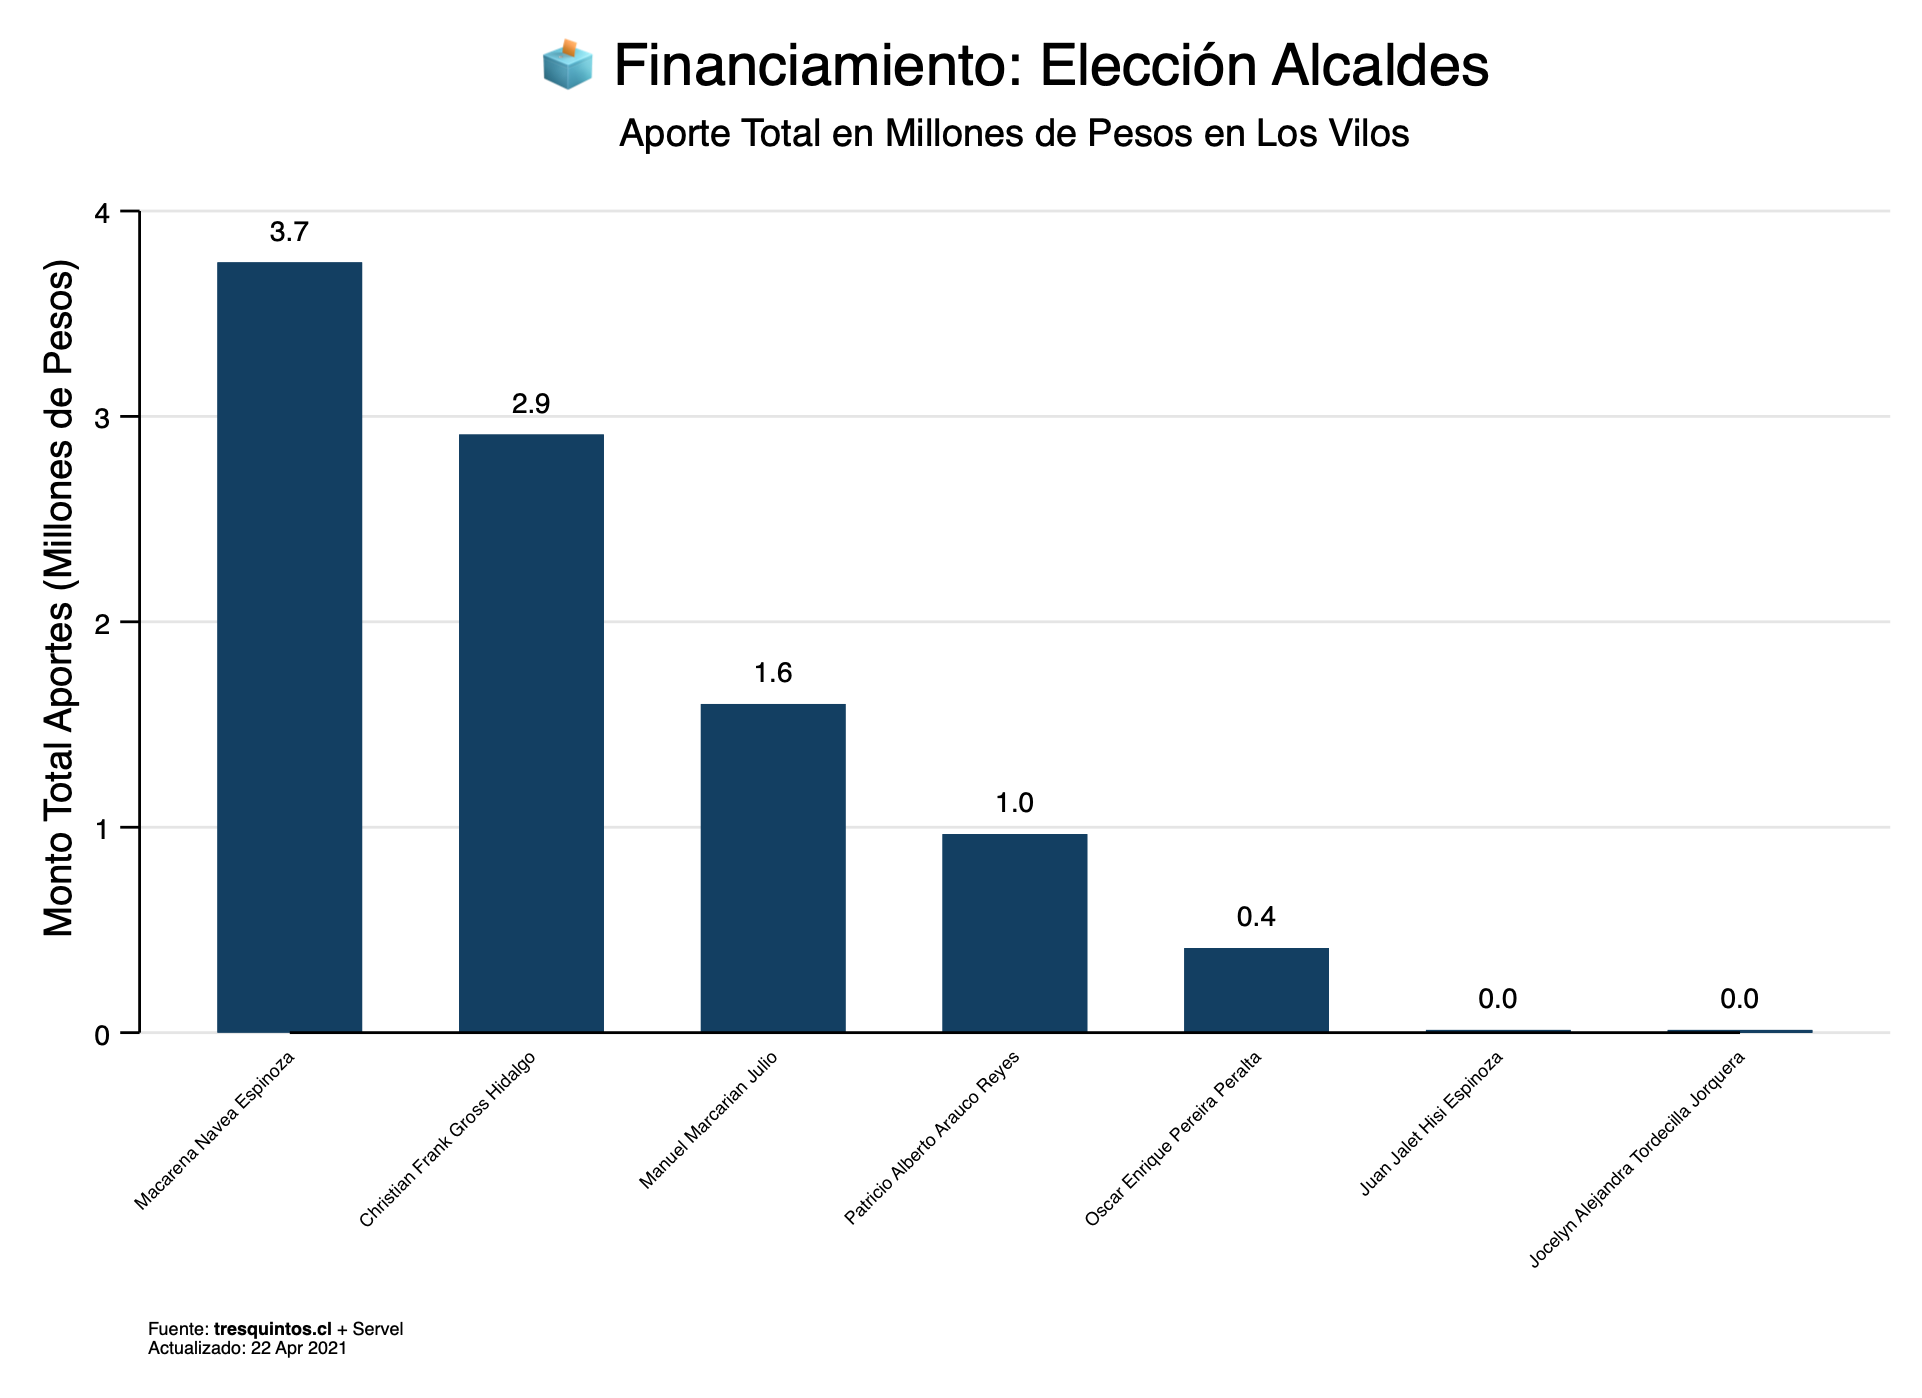 Financiamiento: Elección Alcaldes
Aporte Total en Millones de Pesos en Los Vilos
Monto Total Aportes (Millones de Pesos)
4
3
2
1
0
3.7
2.9
1.6
1.0
0.4
0.0
0.0
Macarena Navea Espinoza
Christian Frank Gross Hidalgo
Manuel Marcarian Julio
Patricio Alberto Arauco Reyes
Oscar Enrique Pereira Peralta
Juan Jalet Hisi Espinoza
Jocelyn Alejandra Tordecilla Jorquera
Fuente: tresquintos.cl + Servel
Actualizado: 22 Apr 2021